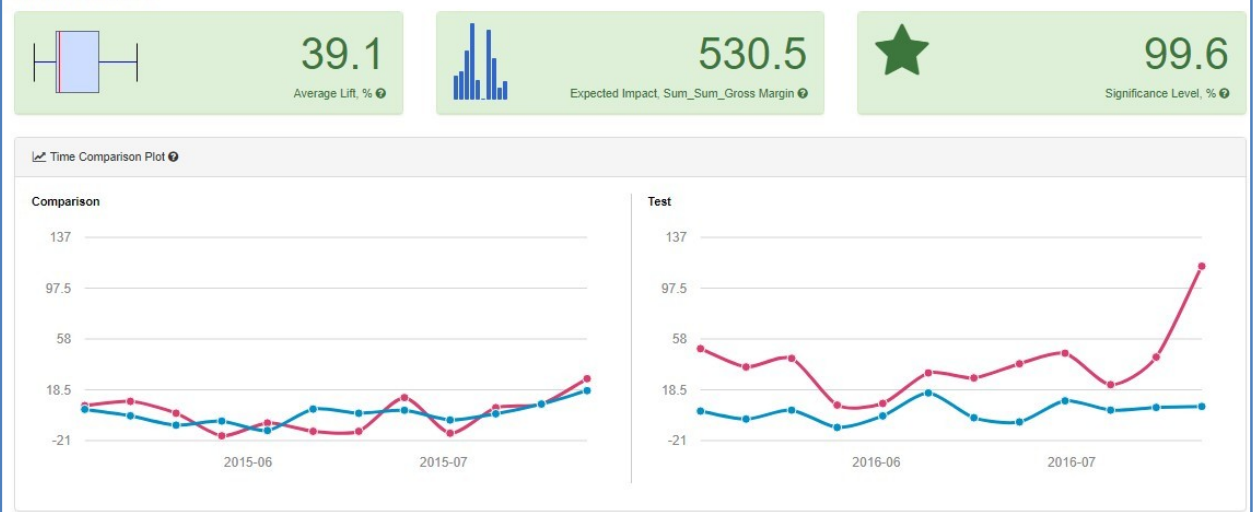 39.1
Average Lift, % ?
530.5
Expected Impact, Sum_Sum_Gross Margin ?
99.6
Significance Level, % ?
Time Comparison Plot ?
Comparison
137
97.5
58
18.5
-21
2015-06 2015-07
Test
137
97.5
58
18.5
-21
2016-06 2016-07